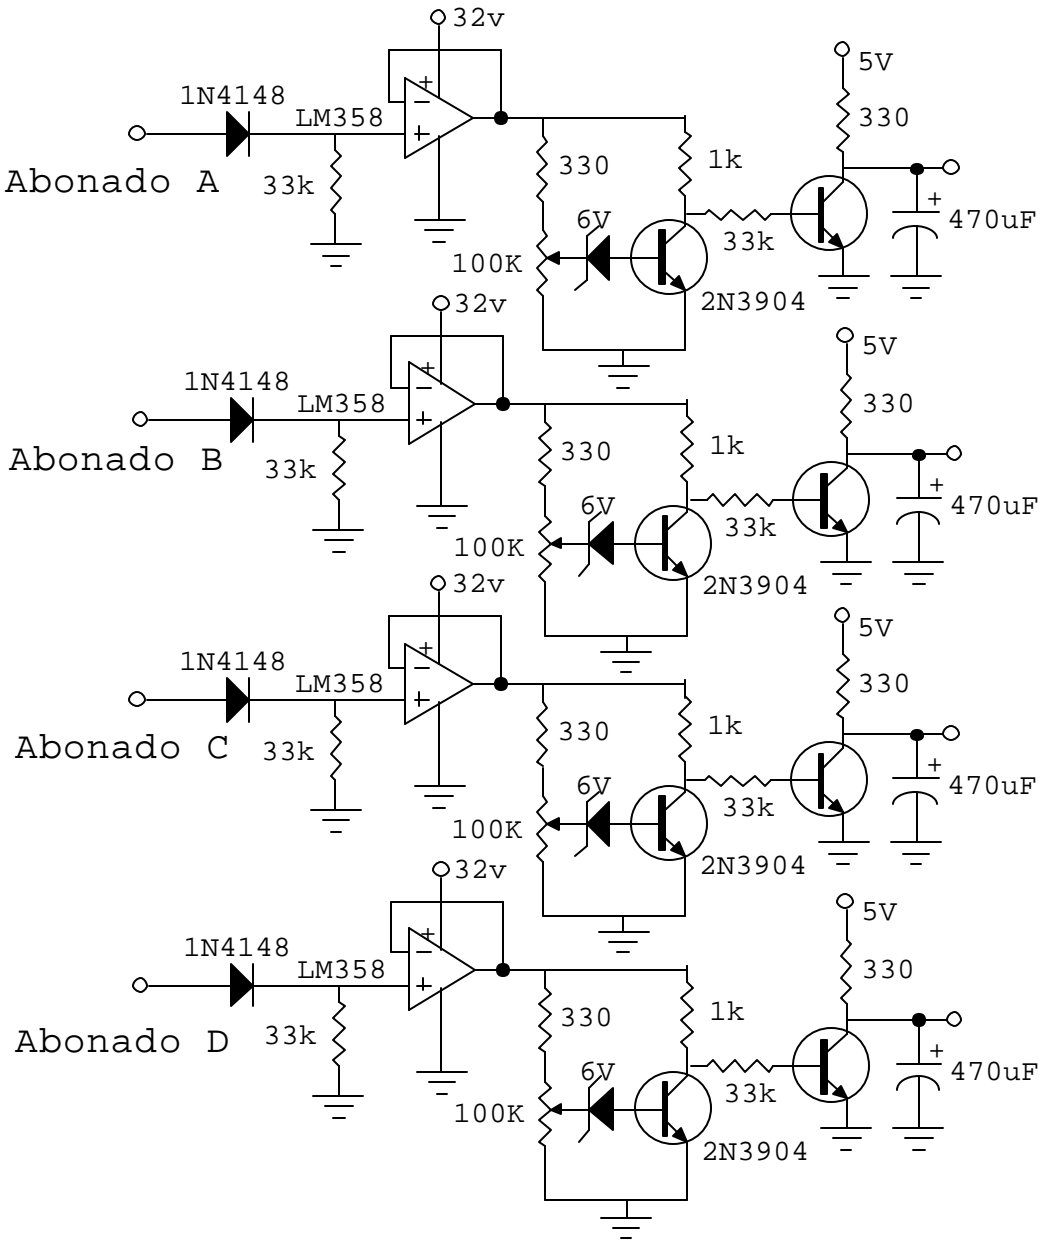 32v
5V
1N4148
LM358
+
−
+
330
Abonado A
33k
330
1k
6V
33k
+
470uF
100K
2N3904
32v
5V
1N4148
LM358
+
−
+
330
Abonado B
33k
330
1k
6V
33k
+
470uF
100K
2N3904
32v
5V
1N4148
LM358
+
−
+
330
Abonado C
33k
330
1k
6V
33k
+
470uF
100K
2N3904
32v
5V
1N4148
LM358
+
−
+
330
Abonado D
33k
330
1k
6V
33k
+
470uF
100K
2N3904